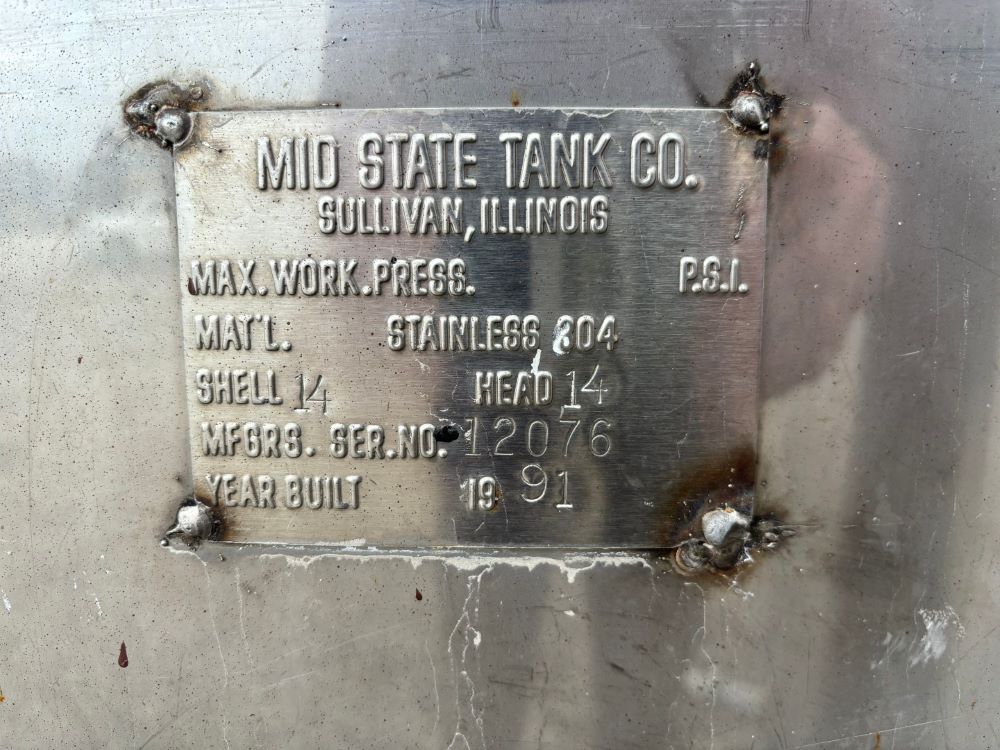 MID STATE TANK CO.
SULLIVAN, ILLINOIS
MAX. WORK. PRESS. P.S.I.
MAT'L. STAINLESS 304
SHELL 14 HEAD 14
MFGRS. SER. NO. 12076
YEAR BUILT 19 91